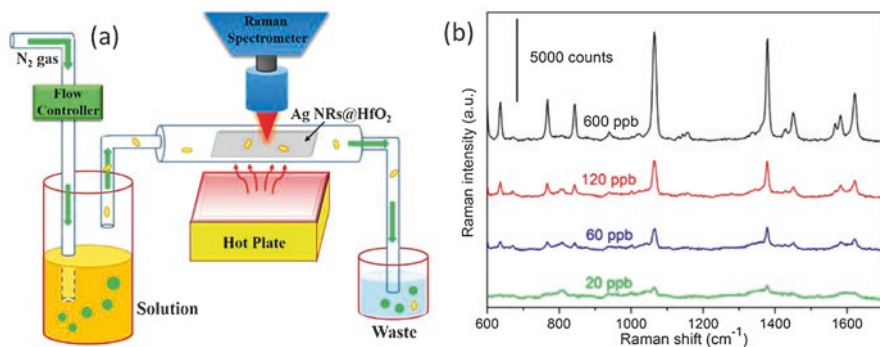 (a)
N₂ gas
Flow
Controller
Raman
Spectrometer
Ag NRs@HfO₂
Hot Plate
Solution
Waste
(b)
5000 counts
600 ppb
120 ppb
60 ppb
20 ppb
Raman intensity (a.u.)
600 800 1000 1200 1400 1600
Raman shift (cm⁻¹)